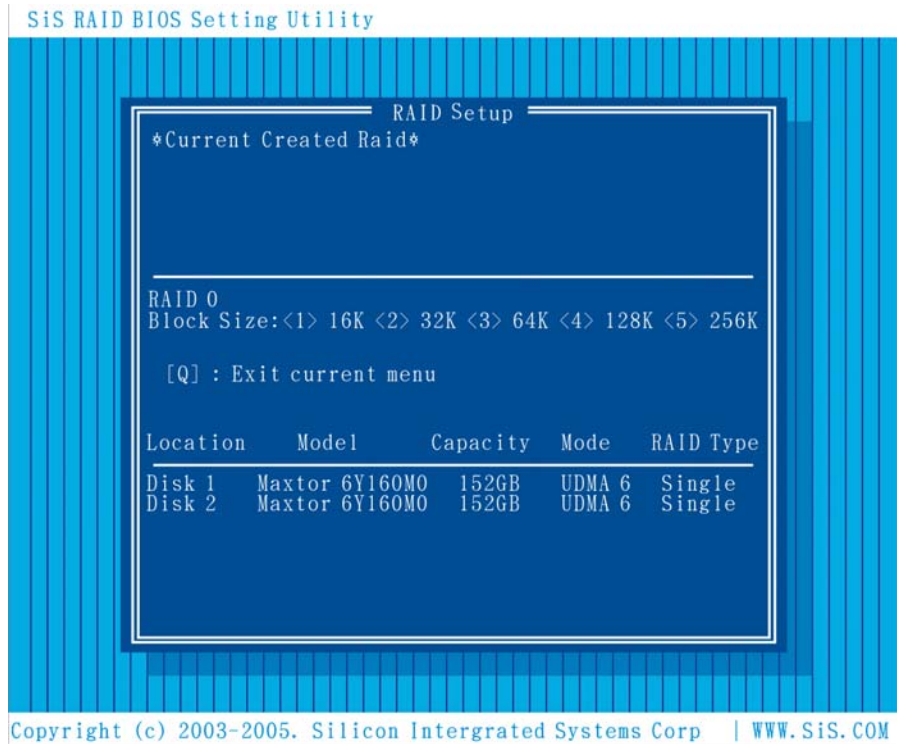 SiS RAID BIOS Setting Utility
RAID Setup
*Current Created Raid*
RAID 0
Block Size:<1> 16K <2> 32K <3> 64K <4> 128K <5> 256K
[Q] : Exit current menu
Location Model Capacity Mode RAID Type
Disk 1 Maxtor 6Y160M0 152GB UDMA 6 Single
Disk 2 Maxtor 6Y160M0 152GB UDMA 6 Single
Copyright (c) 2003-2005. Silicon Intergrated Systems Corp | WWW.SiS.COM